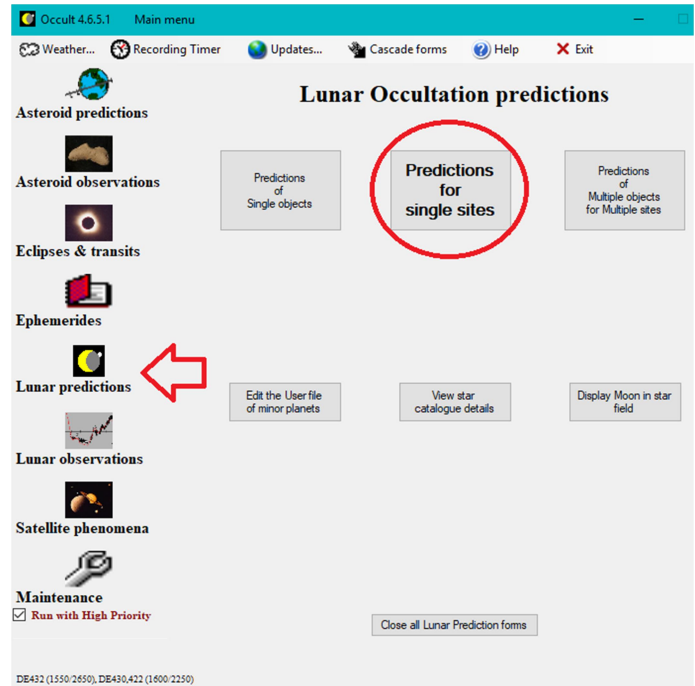 Occult 4.6.5.1 Main menu
Weather... Recording Timer Updates... Cascade forms Help Exit
Asteroid predictions
Asteroid observations
Eclipses & transits
Ephemerides
Lunar predictions
Lunar observations
Satellite phenomena
Maintenance
Run with High Priority
DE432 (1550/2650), DE430,422 (1600/2250)
Lunar Occultation predictions
Predictions
of
Single objects
Predictions
for
single sites
Predictions
of
Multiple objects
for Multiple sites
Edit the User file
of minor planets
View star
catalogue details
Display Moon in star
field
Close all Lunar Prediction forms